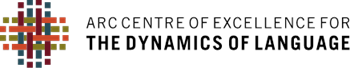 ARC CENTRE OF EXCELLENCE FOR
THE DYNAMICS OF LANGUAGE